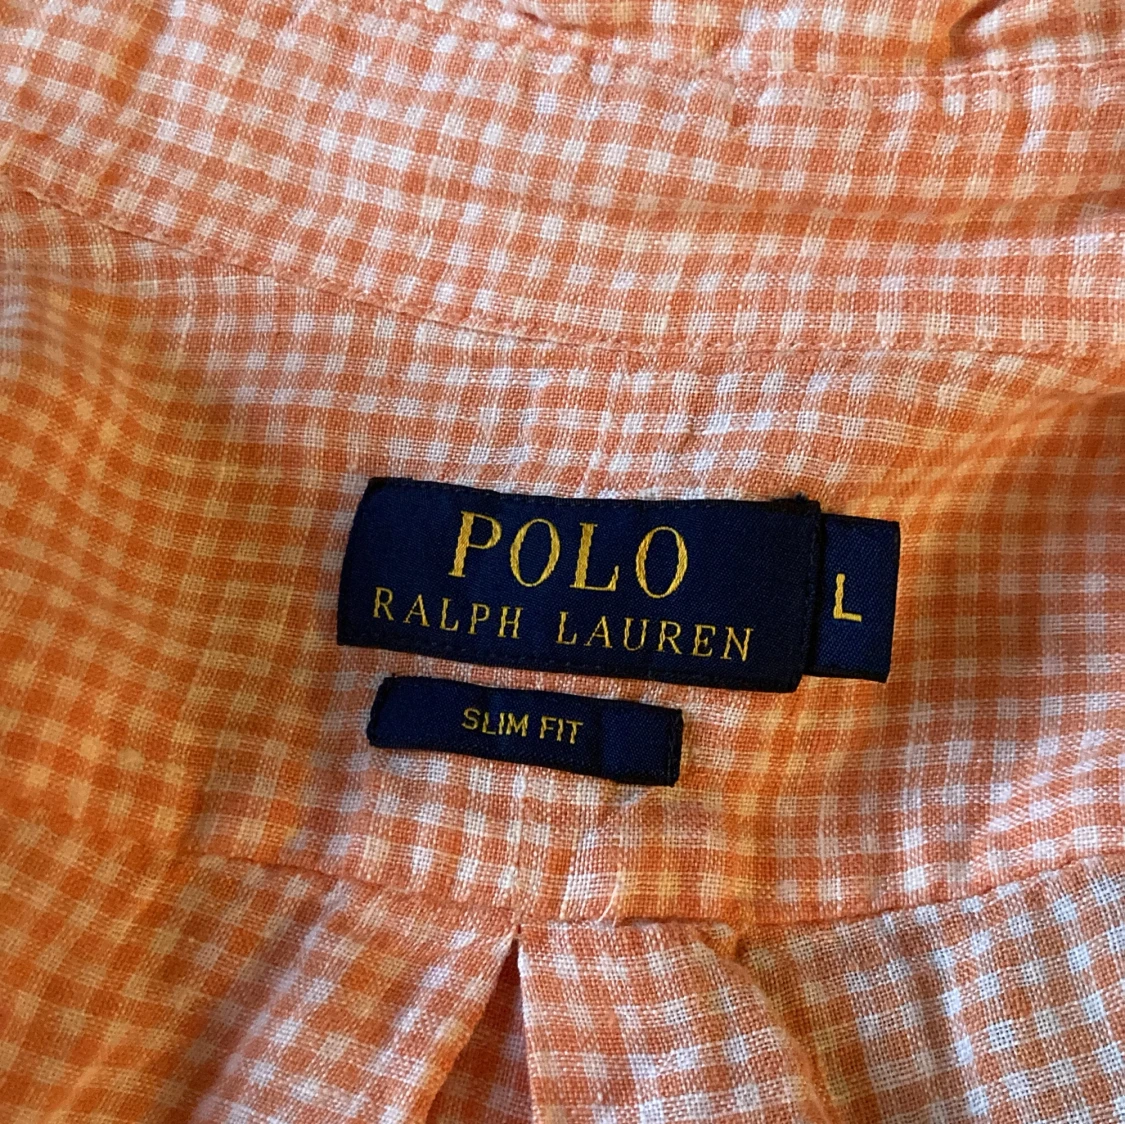 POLO
RALPH LAUREN
L
SLIM FIT